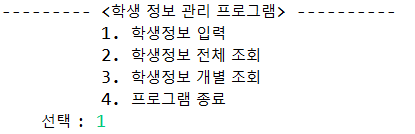 --------- <학생 정보 관리 프로그램> ----------
1. 학생정보 입력
2. 학생정보 전체 조회
3. 학생정보 개별 조회
4. 프로그램 종료
선택 : 1